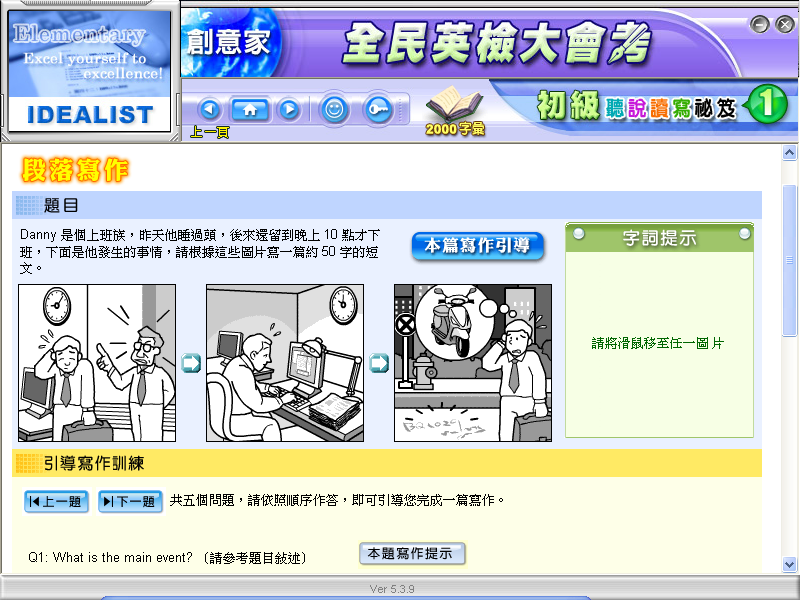 Elementary
Excel yourself to
excellence!
IDEALIST
創意家
全民英檢大會考
上一頁
2000字彙
初級聽說讀寫祕笈 1
段落寫作
題目
Danny 是個上班族，昨天他睡過頭，後來還留到晚上 10 點才下
班，下面是他發生的事情，請根據這些圖片寫一篇約 50 字的短
文。
本篇寫作引導
字詞提示
請將滑鼠移至任一圖片
引導寫作訓練
上一題
下一題
共五個問題，請依照順序作答，即可引導您完成一篇寫作。
Q1: What is the main event? （請參考題目敘述）
本題寫作提示
Ver 5.3.9